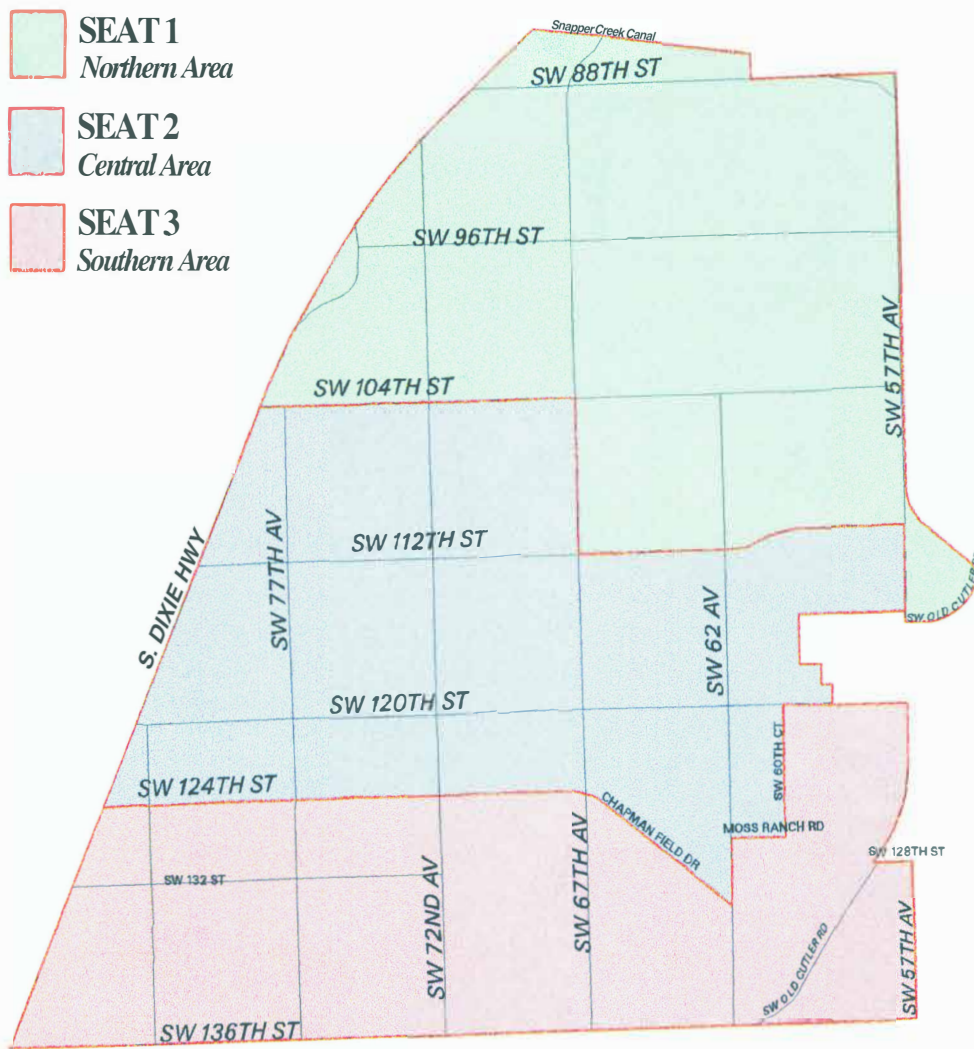 SEAT 1
Northern Area
SEAT 2
Central Area
SEAT 3
Southern Area
Snapper Creek Canal
SW 88TH ST
SW 96TH ST
SW 57TH AV
SW 104TH ST
S. DIXIE HWY
SW 77TH AV
SW 112TH ST
SW 62 AV
SW OLD CUTLER
SW 120TH ST
SW 60TH CT
SW 124TH ST
CHAPMAN FIELD DR
MOSS RANCH RD
SW 128TH ST
SW 132 ST
SW 72ND AV
SW 67TH AV
SW OLD CUTLER RD
SW 57TH AV
SW 136TH ST